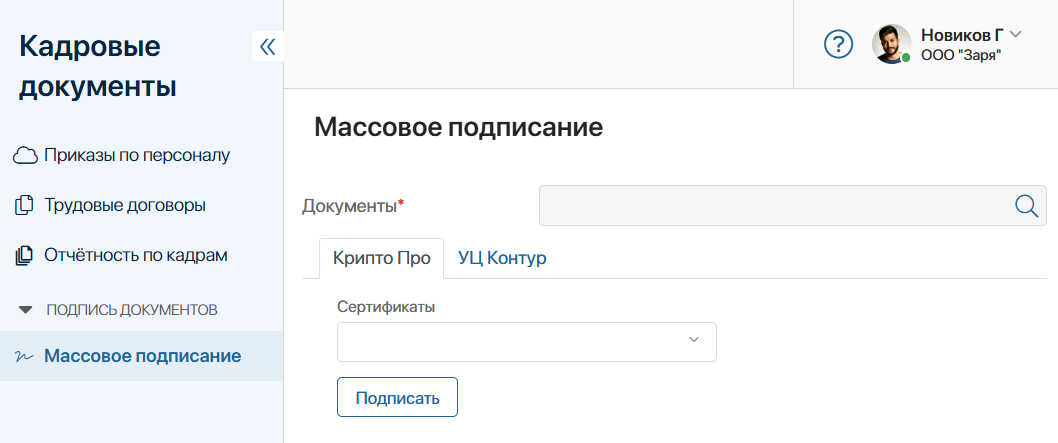 Кадровые
документы
Приказы по персоналу
Трудовые договоры
Отчётность по кадрам
ПОДПИСЬ ДОКУМЕНТОВ
Массовое подписание
?
Новиков Г
ООО "Заря"
Массовое подписание
Документы*
Крипто Про УЦ Контур
Сертификаты
Подписать